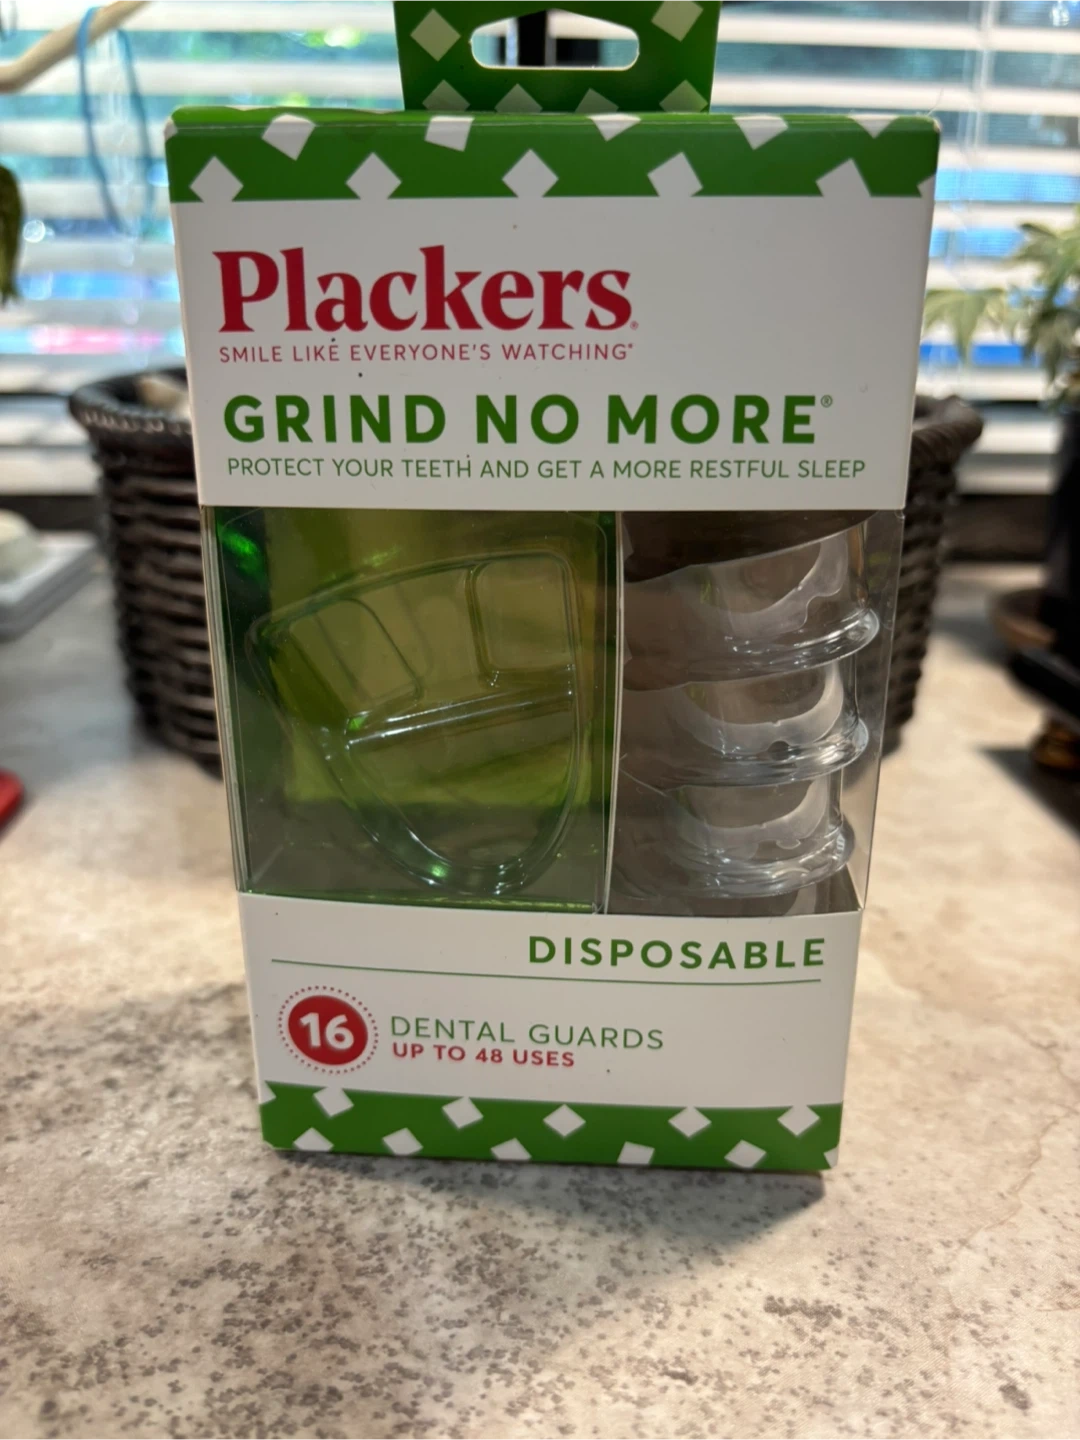 Plackers®
SMILE LIKE EVERYONE'S WATCHING®
GRIND NO MORE®
PROTECT YOUR TEETH AND GET A MORE RESTFUL SLEEP
DISPOSABLE
16 DENTAL GUARDS
UP TO 48 USES